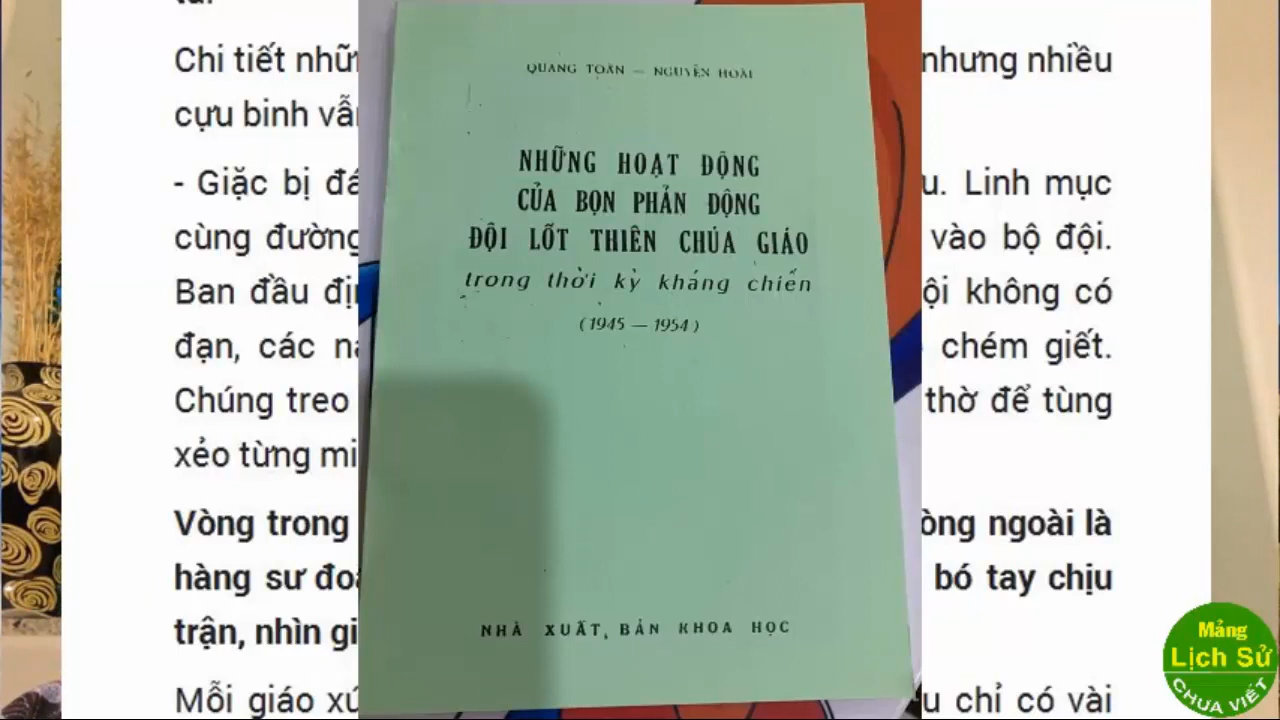 Chi tiết nhữ
nhưng nhiều
cựu binh vẫ
- Giặc bị đá
u. Linh mục
cùng đường
vào bộ đội.
Ban đầu địn
ội không có
đạn, các n
chém giết.
Chúng treo
thờ để tùng
xẻo từng mi
Vòng trong
òng ngoài là
hàng sư đo
bó tay chịu
trận, nhìn gi
Mỗi giáo xứ
u chỉ có vài
QUANG TOÀN — NGUYỄN HOÀI
NHỮNG HOẠT ĐỘNG
CỦA BỌN PHẢN ĐỘNG
ĐỘI LỐT THIÊN CHÚA GIÁO
trong thời kỳ kháng chiến
(1945 — 1954)
NHÀ XUẤT BẢN KHOA HỌC
Mảng
Lịch Sử
CHƯA VIẾT